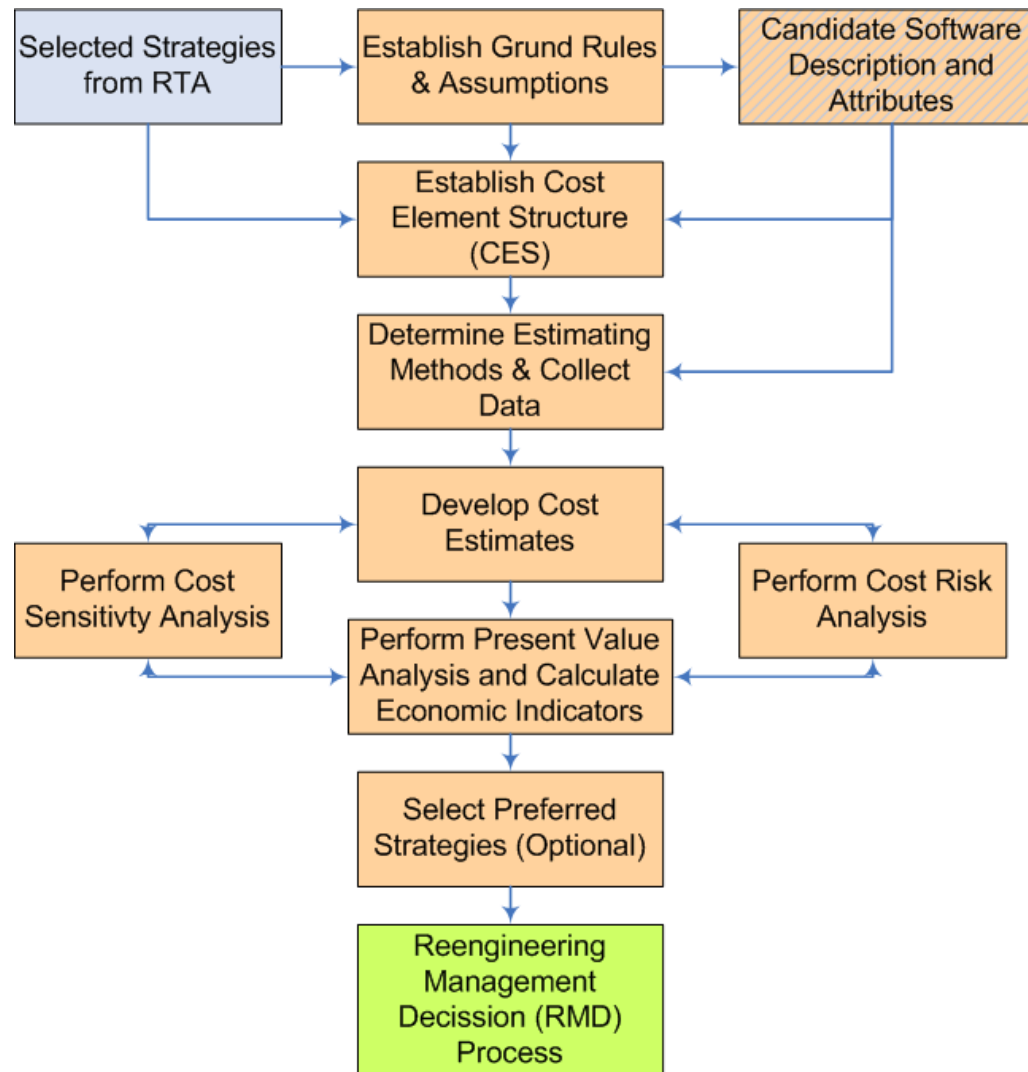 Selected Strategies
from RTA
Establish Grund Rules
& Assumptions
Candidate Software
Description and
Attributes
Establish Cost
Element Structure
(CES)
Determine Estimating
Methods & Collect
Data
Develop Cost
Estimates
Perform Cost
Sensitivty Analysis
Perform Cost Risk
Analysis
Perform Present Value
Analysis and Calculate
Economic Indicators
Select Preferred
Strategies (Optional)
Reengineering
Management
Decission (RMD)
Process